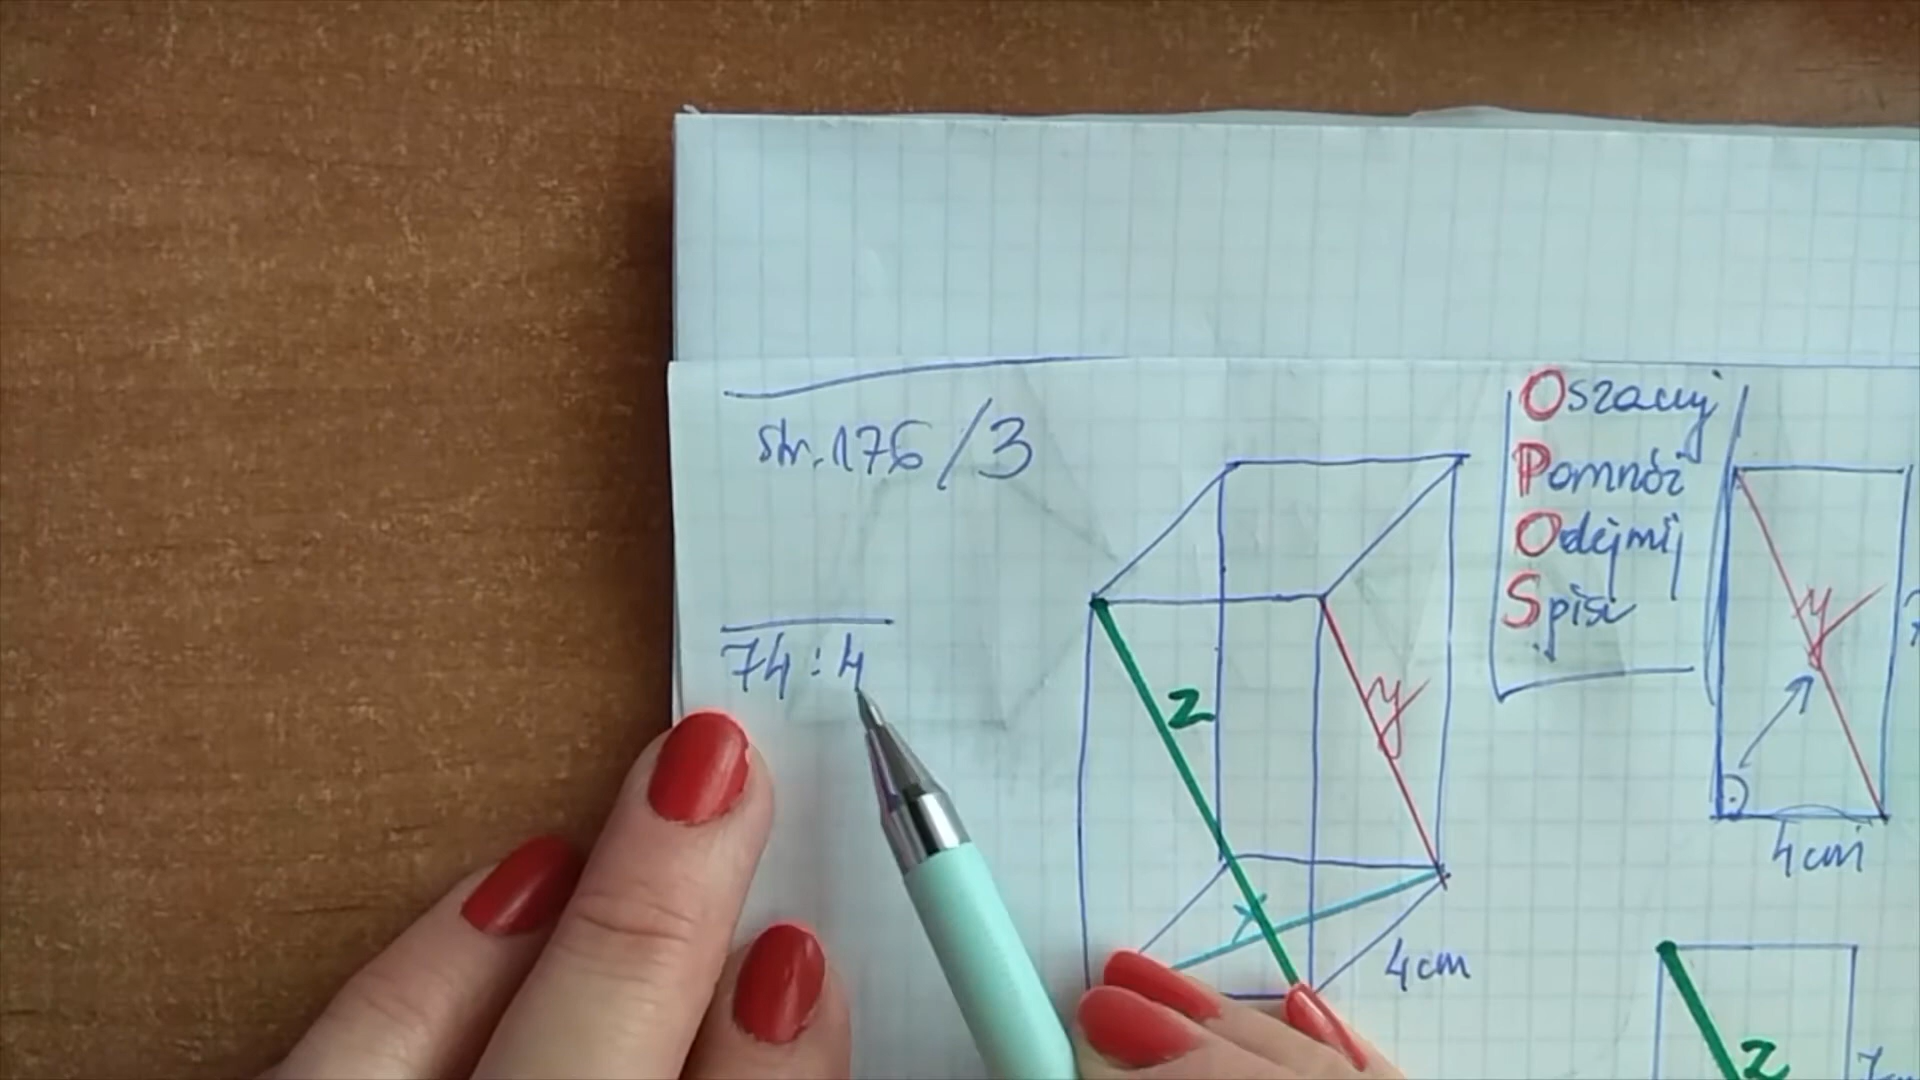 str. 176/3
74 : 4
Oszacuj
Pomnóż
Odejmij
Spisz
z
y
x
4cm
y
4cm
z